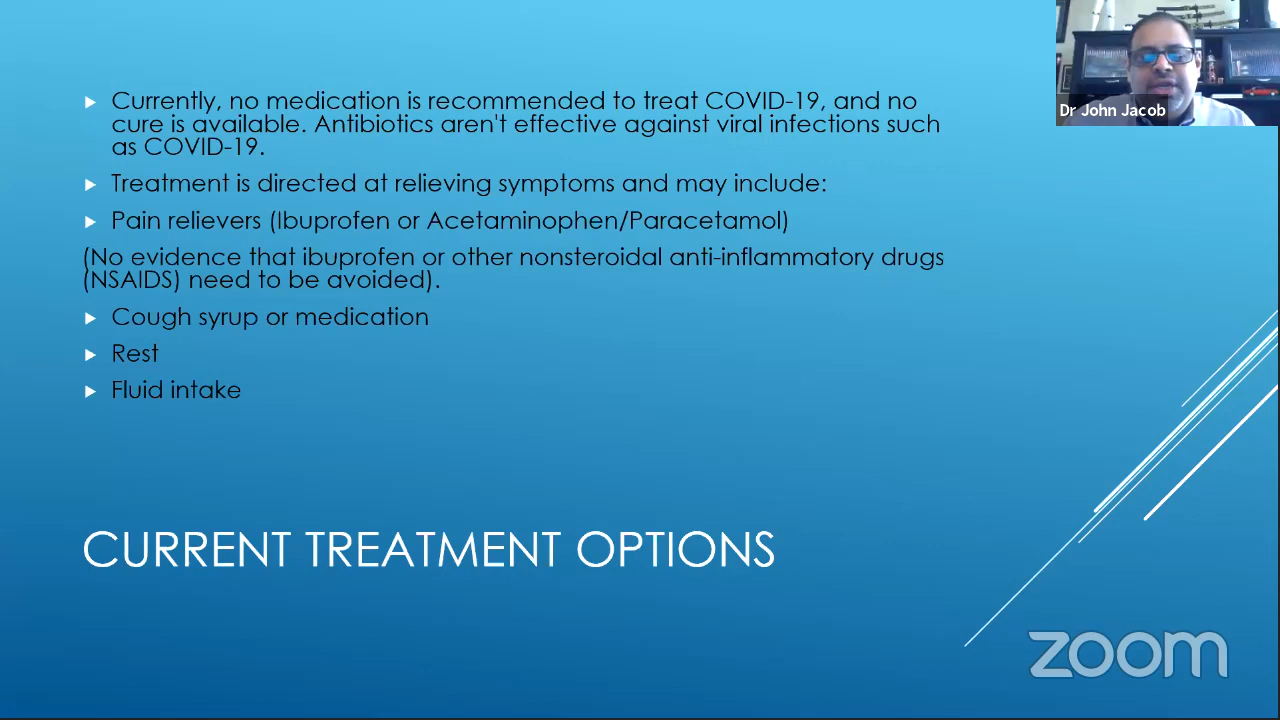 Currently, no medication is recommended to treat COVID-19, and no
cure is available. Antibiotics aren't effective against viral infections such
as COVID-19.
Treatment is directed at relieving symptoms and may include:
Pain relievers (Ibuprofen or Acetaminophen/Paracetamol)
(No evidence that ibuprofen or other nonsteroidal anti-inflammatory drugs
(NSAIDS) need to be avoided).
Cough syrup or medication
Rest
Fluid intake
CURRENT TREATMENT OPTIONS
Dr John Jacob
zoom